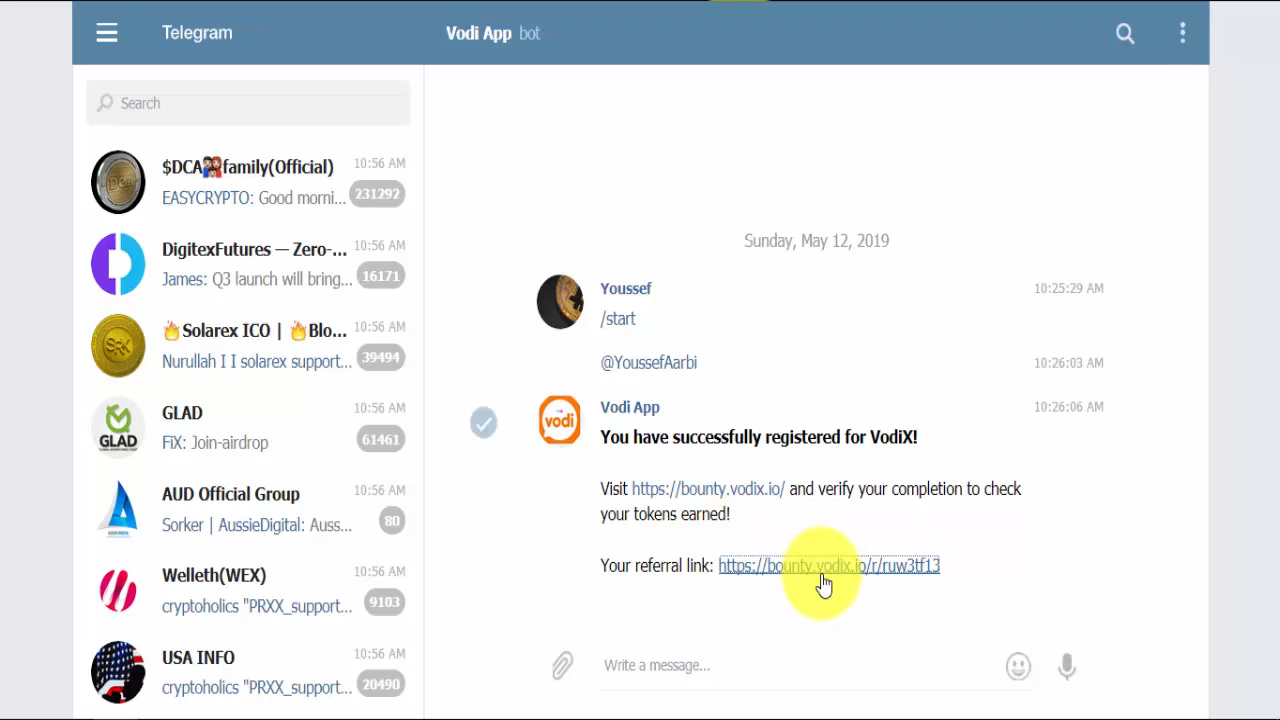 Telegram
Vodi App bot
Search
$DCA👫family(Official) 10:56 AM
EASYCRYPTO: Good morni... 231292
DigitexFutures — Zero-... 10:56 AM
James: Q3 launch will bring... 16171
🔥Solarex ICO | 🔥Blo... 10:56 AM
Nurullah I I solarex support... 39494
GLAD 10:56 AM
FiX: Join-airdrop 61461
AUD Official Group 10:56 AM
Sorker | AussieDigital: Auss... 80
Welleth(WEX) 10:56 AM
cryptoholics "PRXX_support... 9103
USA INFO 10:56 AM
cryptoholics "PRXX_support... 20490
DCA
SRK
GLAD
Sunday, May 12, 2019
Youssef 10:25:29 AM
/start
@YoussefAarbi 10:26:03 AM
vodi
Vodi App 10:26:06 AM
You have successfully registered for VodiX!
Visit https://bounty.vodix.io/ and verify your completion to check
your tokens earned!
Your referral link: https://bounty.vodix.io/r/ruw3tf13
Write a message...